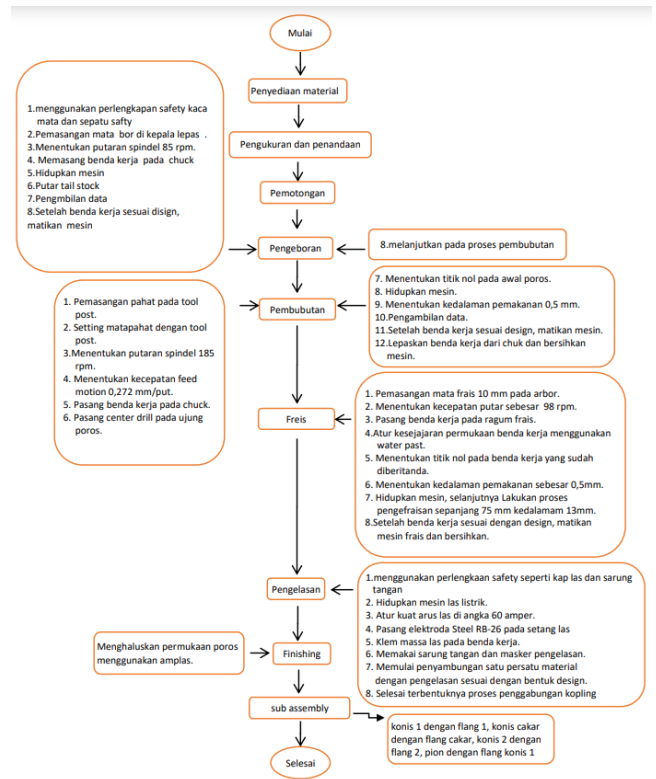 Mulai
Penyediaan material
Pengukuran dan penandaan
Pemotongan
1.menggunakan perlengkapan safety kaca
mata dan sepatu safty
2.Pemasangan mata bor di kepala lepas .
3.Menentukan putaran spindel 85 rpm.
4. Memasang benda kerja pada chuck
5.Hidupkan mesin
6.Putar tail stock
7.Pengmbilan data
8.Setelah benda kerja sesuai disign,
matikan mesin
Pengeboran
8.melanjutkan pada proses pembubutan
1. Pemasangan pahat pada tool
post.
2. Setting matapahat dengan tool
post.
3.Menentukan putaran spindel 185
rpm.
4. Menentukan kecepatan feed
motion 0,272 mm/put.
5. Pasang benda kerja pada chuck.
6. Pasang center drill pada ujung
poros.
Pembubutan
7. Menentukan titik nol pada awal poros.
8. Hidupkan mesin.
9. Menentukan kedalaman pemakanan 0,5 mm.
10.Pengambilan data.
11.Setelah benda kerja sesuai design, matikan mesin.
12.Lepaskan benda kerja dari chuk dan bersihkan
mesin.
Freis
1. Pemasangan mata frais 10 mm pada arbor.
2. Menentukan kecepatan putar sebesar 98 rpm.
3. Pasang benda kerja pada ragum frais.
4.Atur kesejajaran permukaan benda kerja menggunakan
water past.
5. Menentukan titik nol pada benda kerja yang sudah
diberitanda.
6. Menentukan kedalaman pemakanan sebesar 0,5mm.
7. Hidupkan mesin, selanjutnya Lakukan proses
pengefraisan sepanjang 75 mm kedalamam 13mm.
8.Setelah benda kerja sesuai dengan design, matikan
mesin frais dan bersihkan.
Pengelasan
1.menggunakan perlengkaan safety seperti kap las dan sarung
tangan
2. Hidupkan mesin las listrik.
3. Atur kuat arus las di angka 60 amper.
4. Pasang elektroda Steel RB-26 pada setang las
5. Klem massa las pada benda kerja.
6. Memakai sarung tangan dan masker pengelasan.
7. Memulai penyambungan satu persatu material
dengan pengelasan sesuai dengan bentuk design.
8. Selesai terbentuknya proses penggabungan kopling
Menghaluskan permukaan poros
menggunakan amplas.
Finishing
sub assembly
konis 1 dengan flang 1, konis cakar
dengan flang cakar, konis 2 dengan
flang 2, pion dengan flang konis 1
Selesai